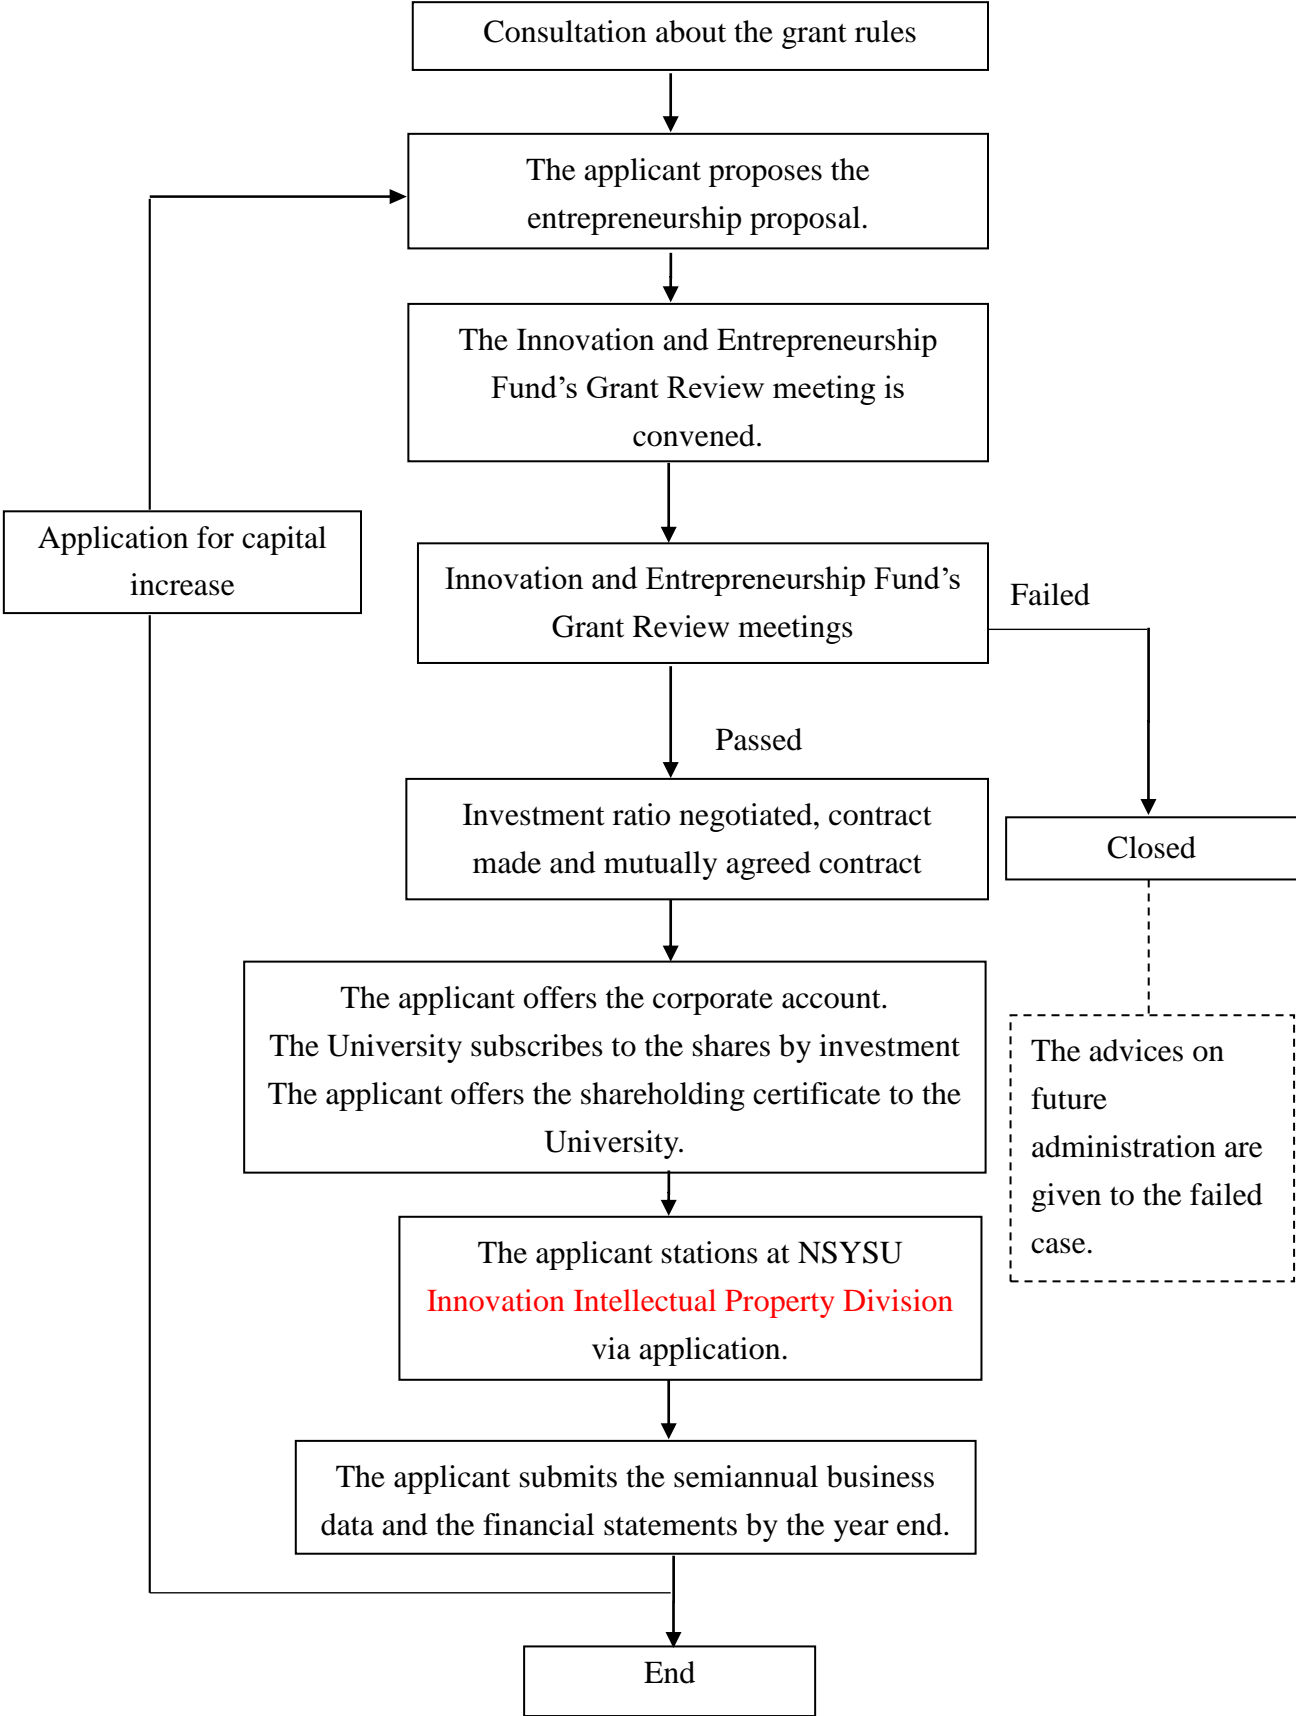 Consultation about the grant rules
The applicant proposes the
entrepreneurship proposal.
The Innovation and Entrepreneurship
Fund’s Grant Review meeting is
convened.
Application for capital
increase
Innovation and Entrepreneurship Fund’s
Grant Review meetings
Failed
Passed
Investment ratio negotiated, contract
made and mutually agreed contract
Closed
The applicant offers the corporate account.
The University subscribes to the shares by investment
The applicant offers the shareholding certificate to the
University.
The advices on
future
administration are
given to the failed
case.
The applicant stations at NSYSU
Innovation Intellectual Property Division
via application.
The applicant submits the semiannual business
data and the financial statements by the year end.
End